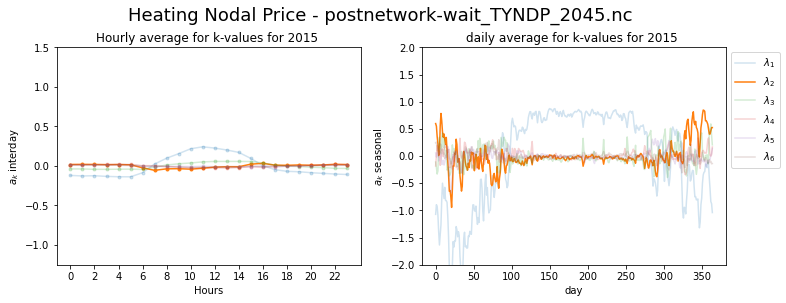 Heating Nodal Price - postnetwork-wait_TYNDP_2045.nc
Hourly average for k-values for 2015
1.5
1.0
0.5
0.0
−0.5
−1.0
a_k interday
0 2 4 6 8 10 12 14 16 18 20 22
Hours
daily average for k-values for 2015
2.0
1.5
1.0
0.5
0.0
−0.5
−1.0
−1.5
−2.0
a_k seasonal
0 50 100 150 200 250 300 350
day
λ₁
λ₂
λ₃
λ₄
λ₅
λ₆